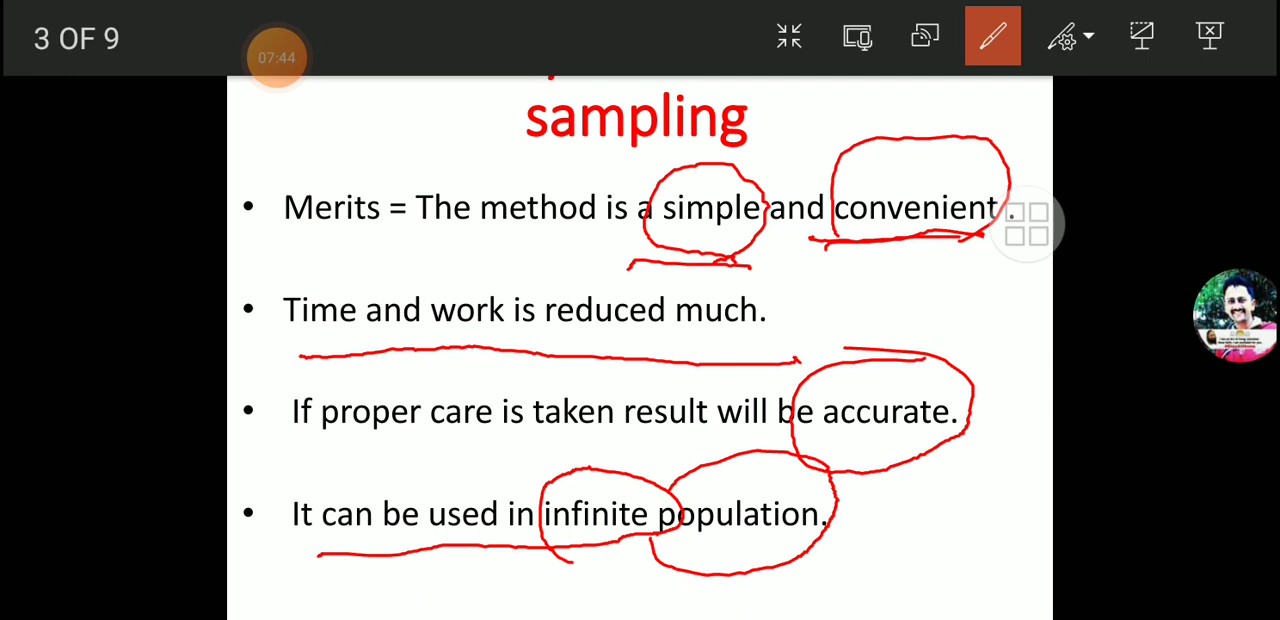 3 OF 9
07:44
sampling
• Merits = The method is a simple and convenient .
• Time and work is reduced much.
• If proper care is taken result will be accurate.
• It can be used in infinite population.